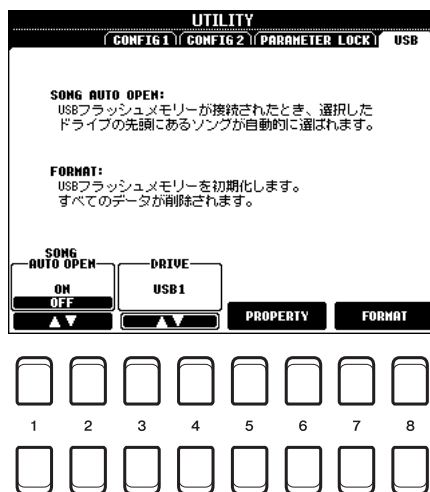 UTILITY
CONFIG1 CONFIG2 PARAMETER LOCK USB
SONG AUTO OPEN:
USBフラッシュメモリーが接続されたとき、選択した
ドライブの先頭にあるソングが自動的に選ばれます。
FORMAT:
USBフラッシュメモリーを初期化します。
すべてのデータが削除されます。
SONG
AUTO OPEN DRIVE
ON USB1
OFF
▲▼ ▲▼ PROPERTY FORMAT
1 2 3 4 5 6 7 8